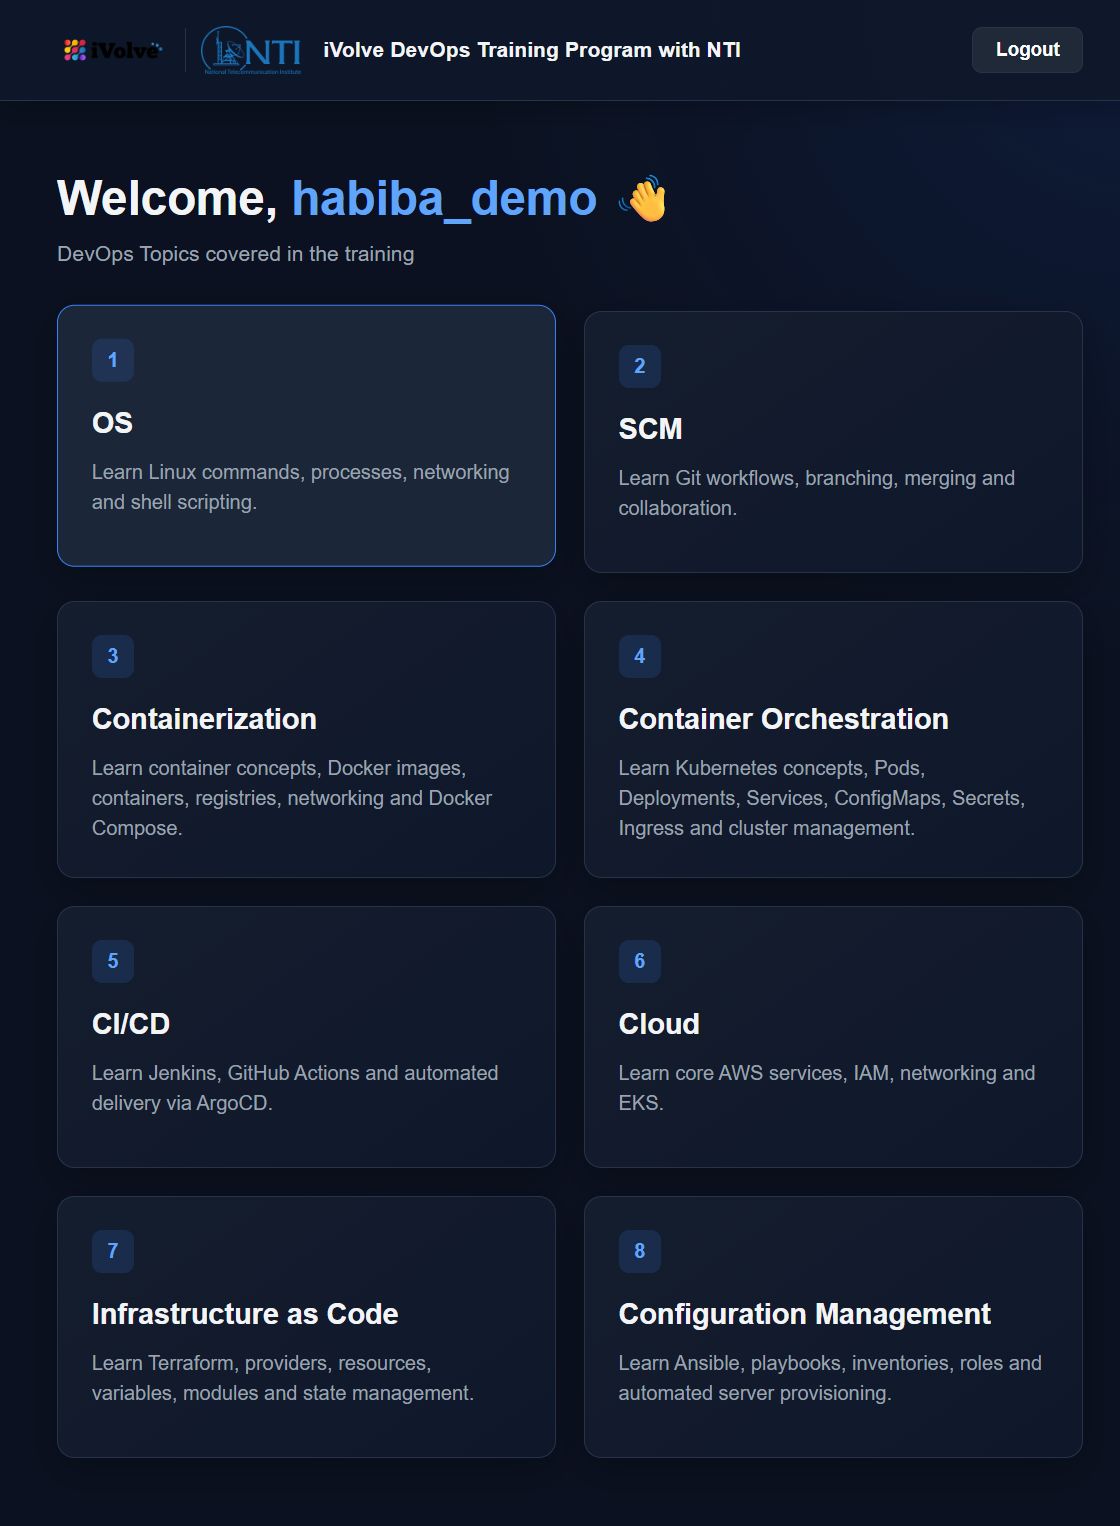 iVolve
NTI
National Telecommunication Institute
iVolve DevOps Training Program with NTI
Logout
Welcome, habiba_demo 👋
DevOps Topics covered in the training
1
OS
Learn Linux commands, processes, networking
and shell scripting.
2
SCM
Learn Git workflows, branching, merging and
collaboration.
3
Containerization
Learn container concepts, Docker images,
containers, registries, networking and Docker
Compose.
4
Container Orchestration
Learn Kubernetes concepts, Pods,
Deployments, Services, ConfigMaps, Secrets,
Ingress and cluster management.
5
CI/CD
Learn Jenkins, GitHub Actions and automated
delivery via ArgoCD.
6
Cloud
Learn core AWS services, IAM, networking and
EKS.
7
Infrastructure as Code
Learn Terraform, providers, resources,
variables, modules and state management.
8
Configuration Management
Learn Ansible, playbooks, inventories, roles and
automated server provisioning.